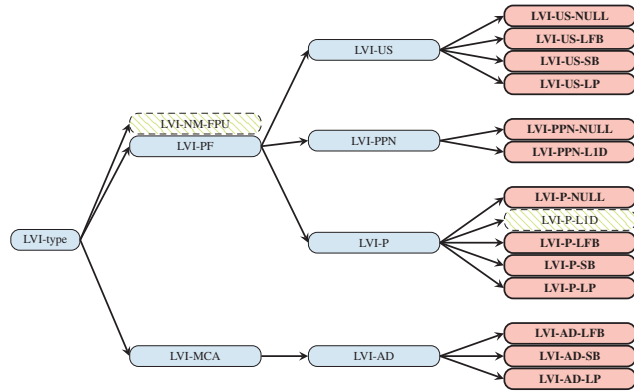 LVI-type
LVI-NM-FPU
LVI-PF
LVI-MCA
LVI-US
LVI-PPN
LVI-P
LVI-AD
LVI-US-NULL
LVI-US-LFB
LVI-US-SB
LVI-US-LP
LVI-PPN-NULL
LVI-PPN-L1D
LVI-P-NULL
LVI-P-L1D
LVI-P-LFB
LVI-P-SB
LVI-P-LP
LVI-AD-LFB
LVI-AD-SB
LVI-AD-LP